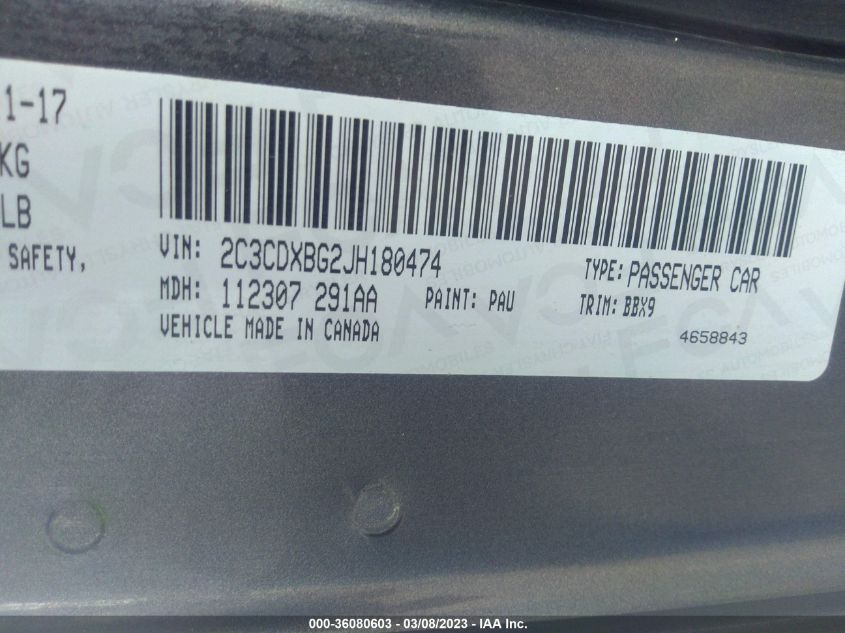 1-17
KG
LB
SAFETY,
VIN: 2C3CDXBG2JH180474
TYPE: PASSENGER CAR
MDH: 112307 291AA
PAINT: PAU
TRIM: BBX9
VEHICLE MADE IN CANADA
4658843
000-36080603 - 03/08/2023 - IAA Inc.